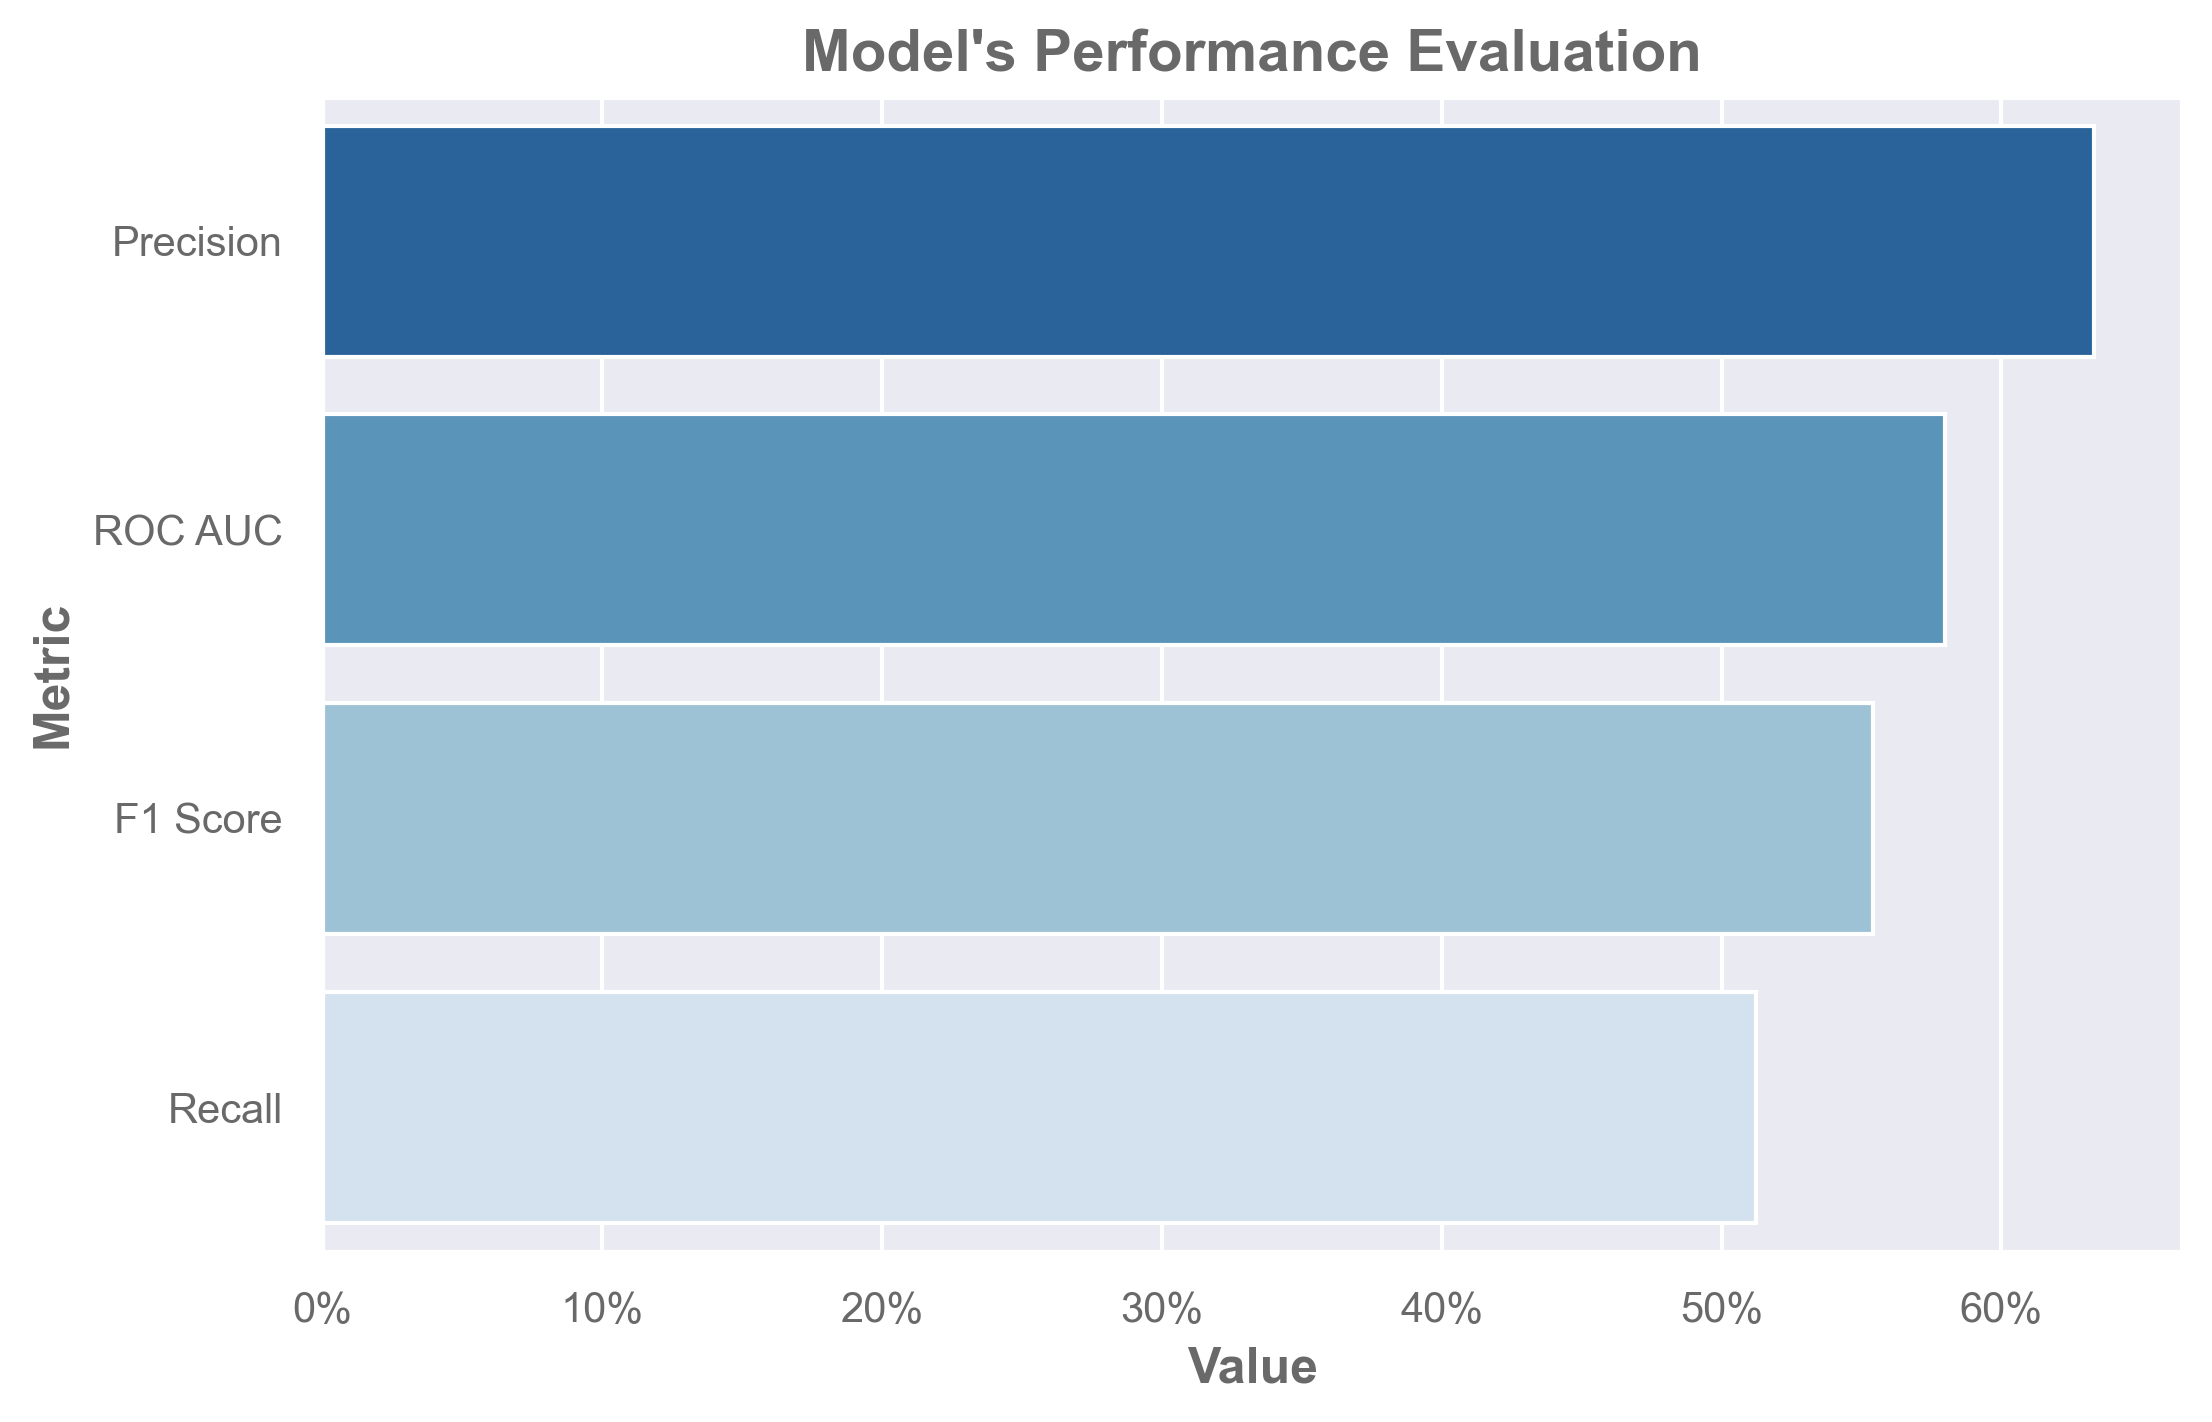 Model's Performance Evaluation
Precision
ROC AUC
F1 Score
Recall
Metric
0% 10% 20% 30% 40% 50% 60%
Value